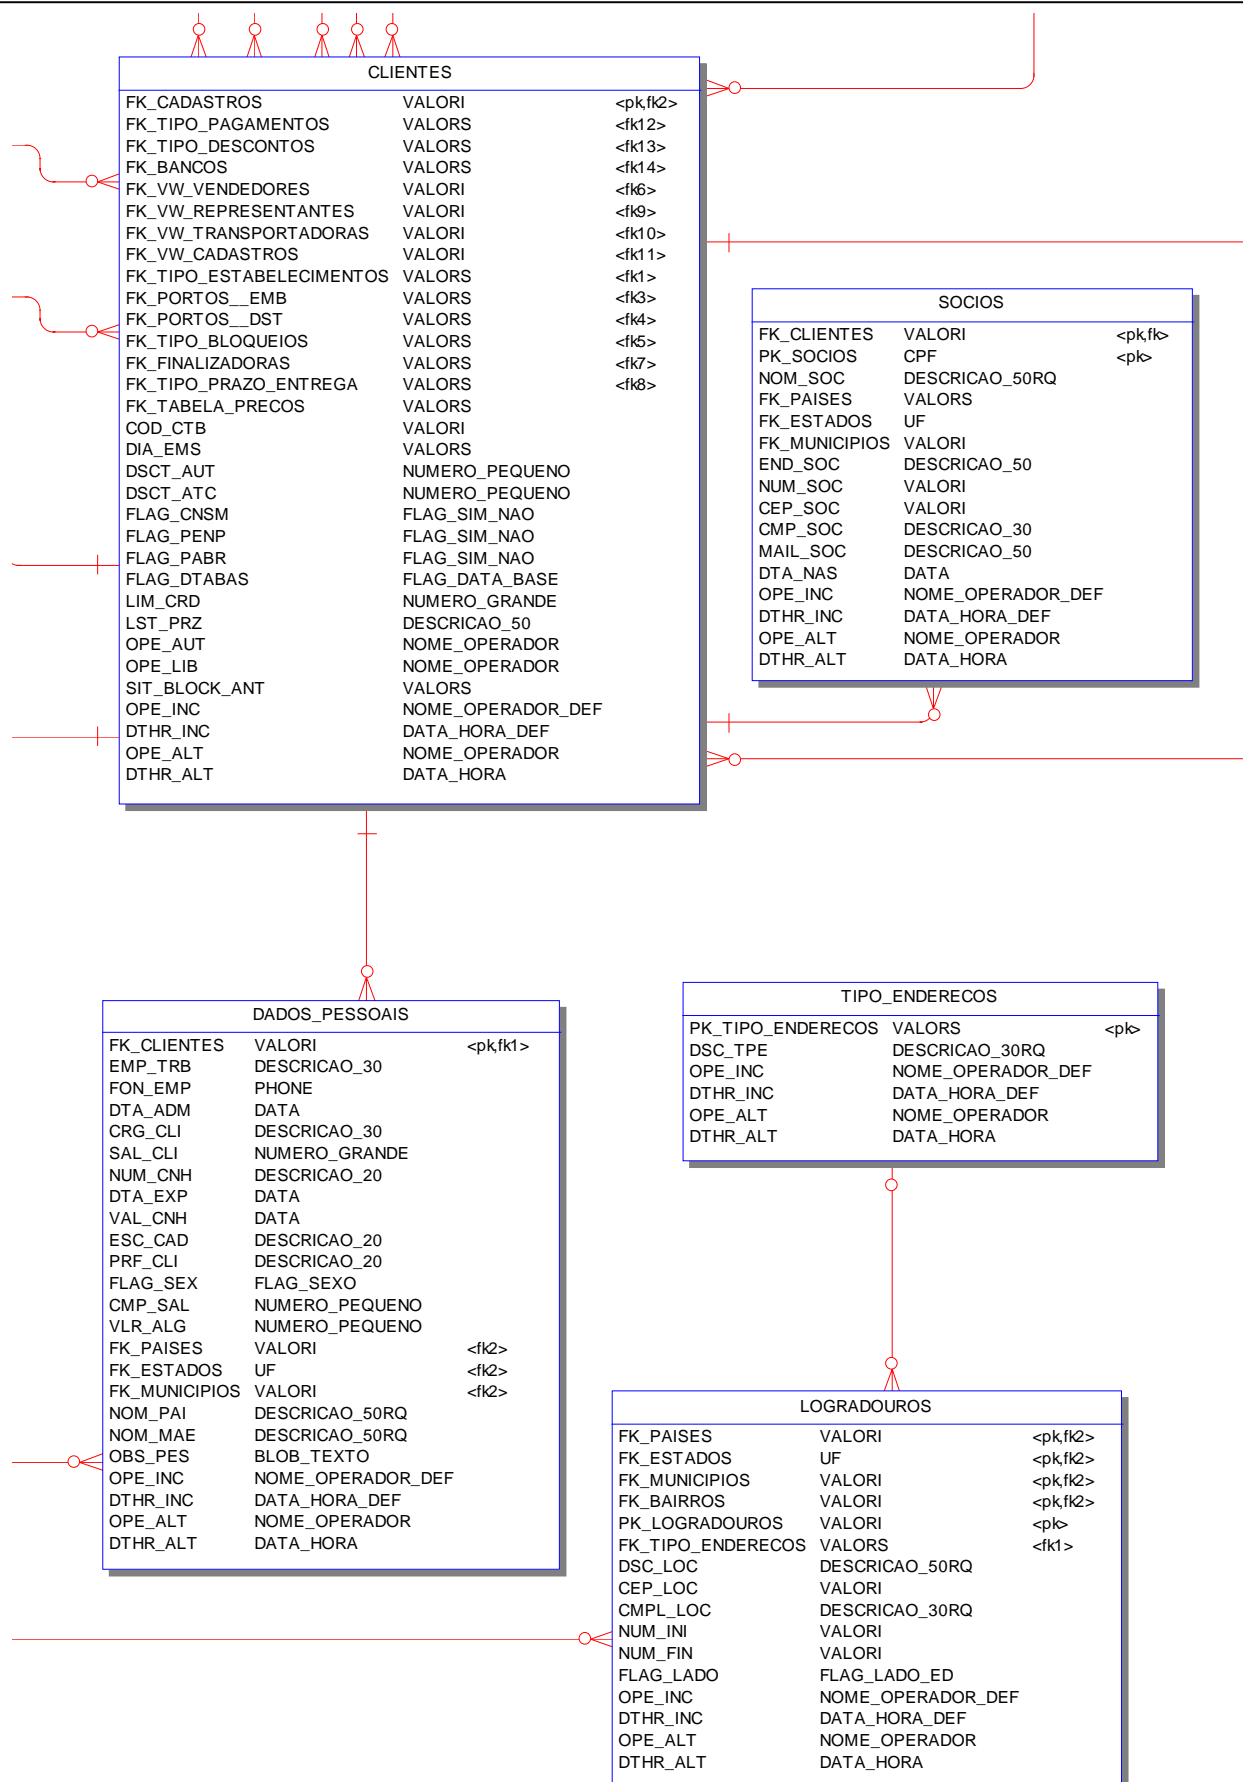 CLIENTES
FK_CADASTROS VALORI <pk,fk2>
FK_TIPO_PAGAMENTOS VALORS <fk12>
FK_TIPO_DESCONTOS VALORS <fk13>
FK_BANCOS VALORS <fk14>
FK_VW_VENDEDORES VALORI <fk6>
FK_VW_REPRESENTANTES VALORI <fk9>
FK_VW_TRANSPORTADORAS VALORI <fk10>
FK_VW_CADASTROS VALORI <fk11>
FK_TIPO_ESTABELECIMENTOS VALORS <fk1>
FK_PORTOS__EMB VALORS <fk3>
FK_PORTOS__DST VALORS <fk4>
FK_TIPO_BLOQUEIOS VALORS <fk5>
FK_FINALIZADORAS VALORS <fk7>
FK_TIPO_PRAZO_ENTREGA VALORS <fk8>
FK_TABELA_PRECOS VALORS
COD_CTB VALORI
DIA_EMS VALORS
DSCT_AUT NUMERO_PEQUENO
DSCT_ATC NUMERO_PEQUENO
FLAG_CNSM FLAG_SIM_NAO
FLAG_PENP FLAG_SIM_NAO
FLAG_PABR FLAG_SIM_NAO
FLAG_DTABAS FLAG_DATA_BASE
LIM_CRD NUMERO_GRANDE
LST_PRZ DESCRICAO_50
OPE_AUT NOME_OPERADOR
OPE_LIB NOME_OPERADOR
SIT_BLOCK_ANT VALORS
OPE_INC NOME_OPERADOR_DEF
DTHR_INC DATA_HORA_DEF
OPE_ALT NOME_OPERADOR
DTHR_ALT DATA_HORA
SOCIOS
FK_CLIENTES VALORI <pk,fk>
PK_SOCIOS CPF <pk>
NOM_SOC DESCRICAO_50RQ
FK_PAISES VALORS
FK_ESTADOS UF
FK_MUNICIPIOS VALORI
END_SOC DESCRICAO_50
NUM_SOC VALORI
CEP_SOC VALORI
CMP_SOC DESCRICAO_30
MAIL_SOC DESCRICAO_50
DTA_NAS DATA
OPE_INC NOME_OPERADOR_DEF
DTHR_INC DATA_HORA_DEF
OPE_ALT NOME_OPERADOR
DTHR_ALT DATA_HORA
DADOS_PESSOAIS
FK_CLIENTES VALORI <pk,fk1>
EMP_TRB DESCRICAO_30
FON_EMP PHONE
DTA_ADM DATA
CRG_CLI DESCRICAO_30
SAL_CLI NUMERO_GRANDE
NUM_CNH DESCRICAO_20
DTA_EXP DATA
VAL_CNH DATA
ESC_CAD DESCRICAO_20
PRF_CLI DESCRICAO_20
FLAG_SEX FLAG_SEXO
CMP_SAL NUMERO_PEQUENO
VLR_ALG NUMERO_PEQUENO
FK_PAISES VALORI <fk2>
FK_ESTADOS UF <fk2>
FK_MUNICIPIOS VALORI <fk2>
NOM_PAI DESCRICAO_50RQ
NOM_MAE DESCRICAO_50RQ
OBS_PES BLOB_TEXTO
OPE_INC NOME_OPERADOR_DEF
DTHR_INC DATA_HORA_DEF
OPE_ALT NOME_OPERADOR
DTHR_ALT DATA_HORA
TIPO_ENDERECOS
PK_TIPO_ENDERECOS VALORS <pk>
DSC_TPE DESCRICAO_30RQ
OPE_INC NOME_OPERADOR_DEF
DTHR_INC DATA_HORA_DEF
OPE_ALT NOME_OPERADOR
DTHR_ALT DATA_HORA
LOGRADOUROS
FK_PAISES VALORI <pk,fk2>
FK_ESTADOS UF <pk,fk2>
FK_MUNICIPIOS VALORI <pk,fk2>
FK_BAIRROS VALORI <pk,fk2>
PK_LOGRADOUROS VALORI <pk>
FK_TIPO_ENDERECOS VALORS <fk1>
DSC_LOC DESCRICAO_50RQ
CEP_LOC VALORI
CMPL_LOC DESCRICAO_30RQ
NUM_INI VALORI
NUM_FIN VALORI
FLAG_LADO FLAG_LADO_ED
OPE_INC NOME_OPERADOR_DEF
DTHR_INC DATA_HORA_DEF
OPE_ALT NOME_OPERADOR
DTHR_ALT DATA_HORA